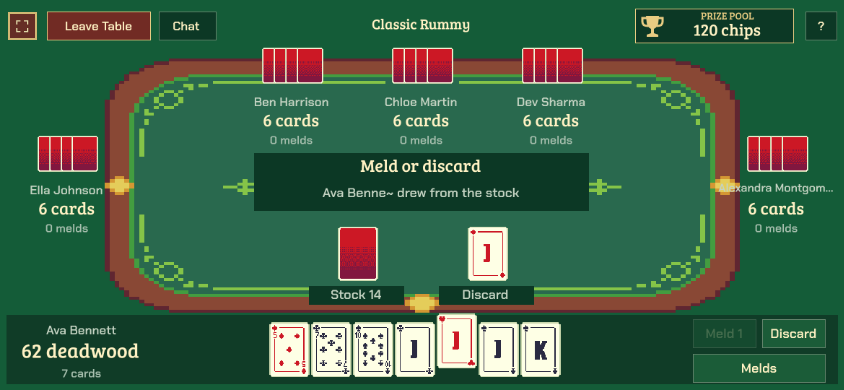 Leave Table
Chat
Classic Rummy
PRIZE POOL
120 chips
?
Ben Harrison
6 cards
0 melds
Chloe Martin
6 cards
0 melds
Dev Sharma
6 cards
0 melds
Ella Johnson
6 cards
0 melds
Meld or discard
Ava Benne~ drew from the stock
6 cards
0 melds
Stock 14
Discard
Ava Bennett
62 deadwood
7 cards
5
7
10
J
J
J
K
Meld 1
Discard
Melds